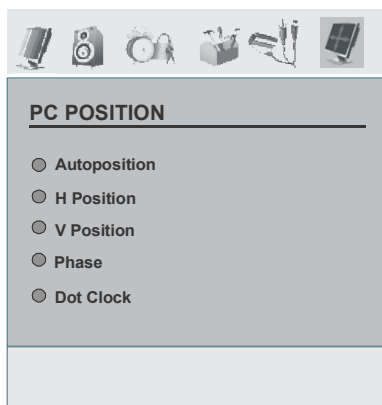 PC POSITION
Autoposition
H Position
V Position
Phase
Dot Clock